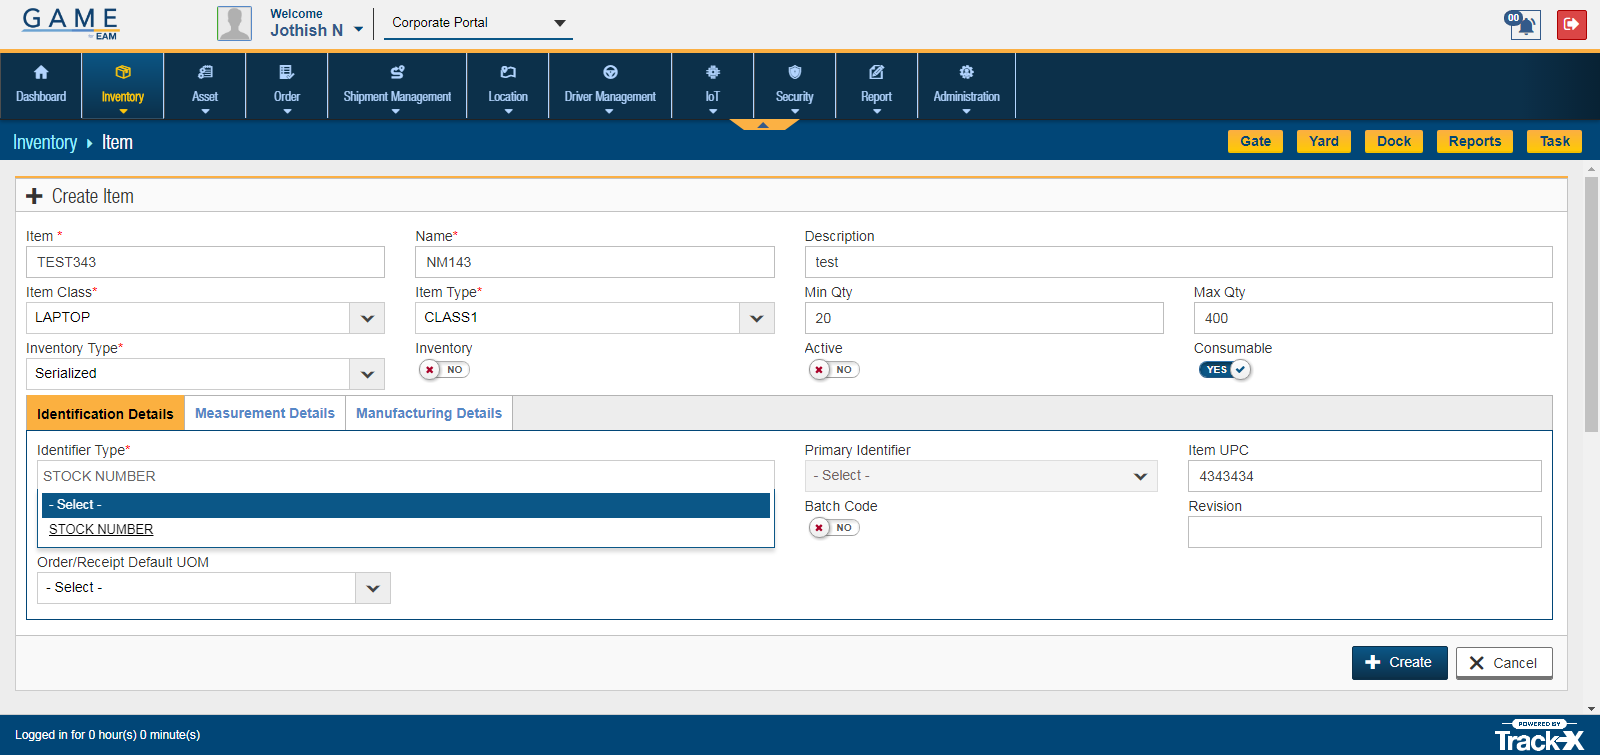 GAME
EAM
Welcome
Jothish N
Corporate Portal
00
Dashboard
Inventory
Asset
Order
Shipment Management
Location
Driver Management
IoT
Security
Report
Administration
Inventory Item
Gate
Yard
Dock
Reports
Task
Create Item
Item *
Name*
Description
TEST343
NM143
test
Item Class*
Item Type*
Min Qty
Max Qty
LAPTOP
CLASS1
20
400
Inventory Type*
Inventory
Active
Consumable
Serialized
NO
NO
YES
Identification Details
Measurement Details
Manufacturing Details
Identifier Type*
Primary Identifier
Item UPC
STOCK NUMBER
- Select -
4343434
- Select -
Batch Code
Revision
STOCK NUMBER
NO
Order/Receipt Default UOM
- Select -
Create
Cancel
Logged in for 0 hour(s) 0 minute(s)
POWERED BY
Track-X